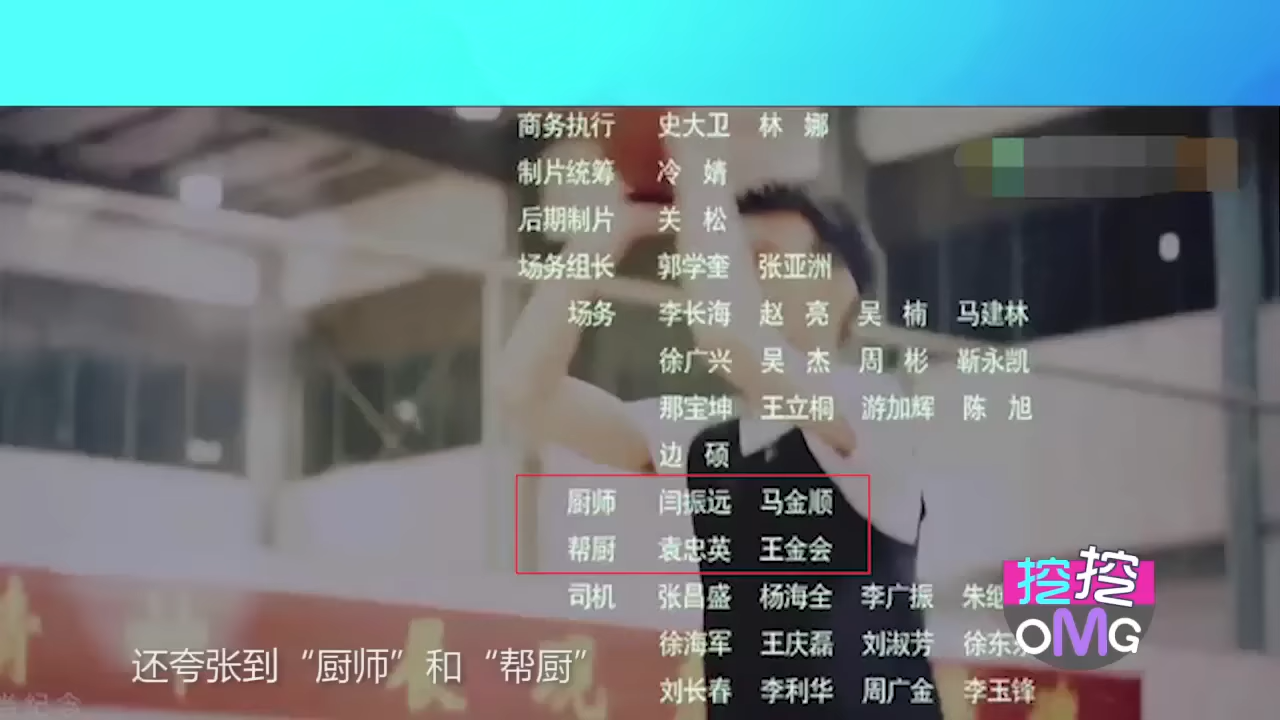 商务执行 史大卫 林 娜
制片统筹 冷 婧
后期制片 关 松
场务组长 郭学奎 张亚洲
场务 李长海 赵 亮 吴 楠 马建林
徐广兴 吴 杰 周 彬 靳永凯
那宝坤 王立桐 游加辉 陈 旭
边 硕
厨师 闫振远 马金顺
帮厨 袁忠英 王金会
司机 张昌盛 杨海全 李广振 朱继
徐海军 王庆磊 刘淑芳 徐东
刘长春 李利华 周广金 李玉锋
挖挖
OMG
还夸张到“厨师”和“帮厨”